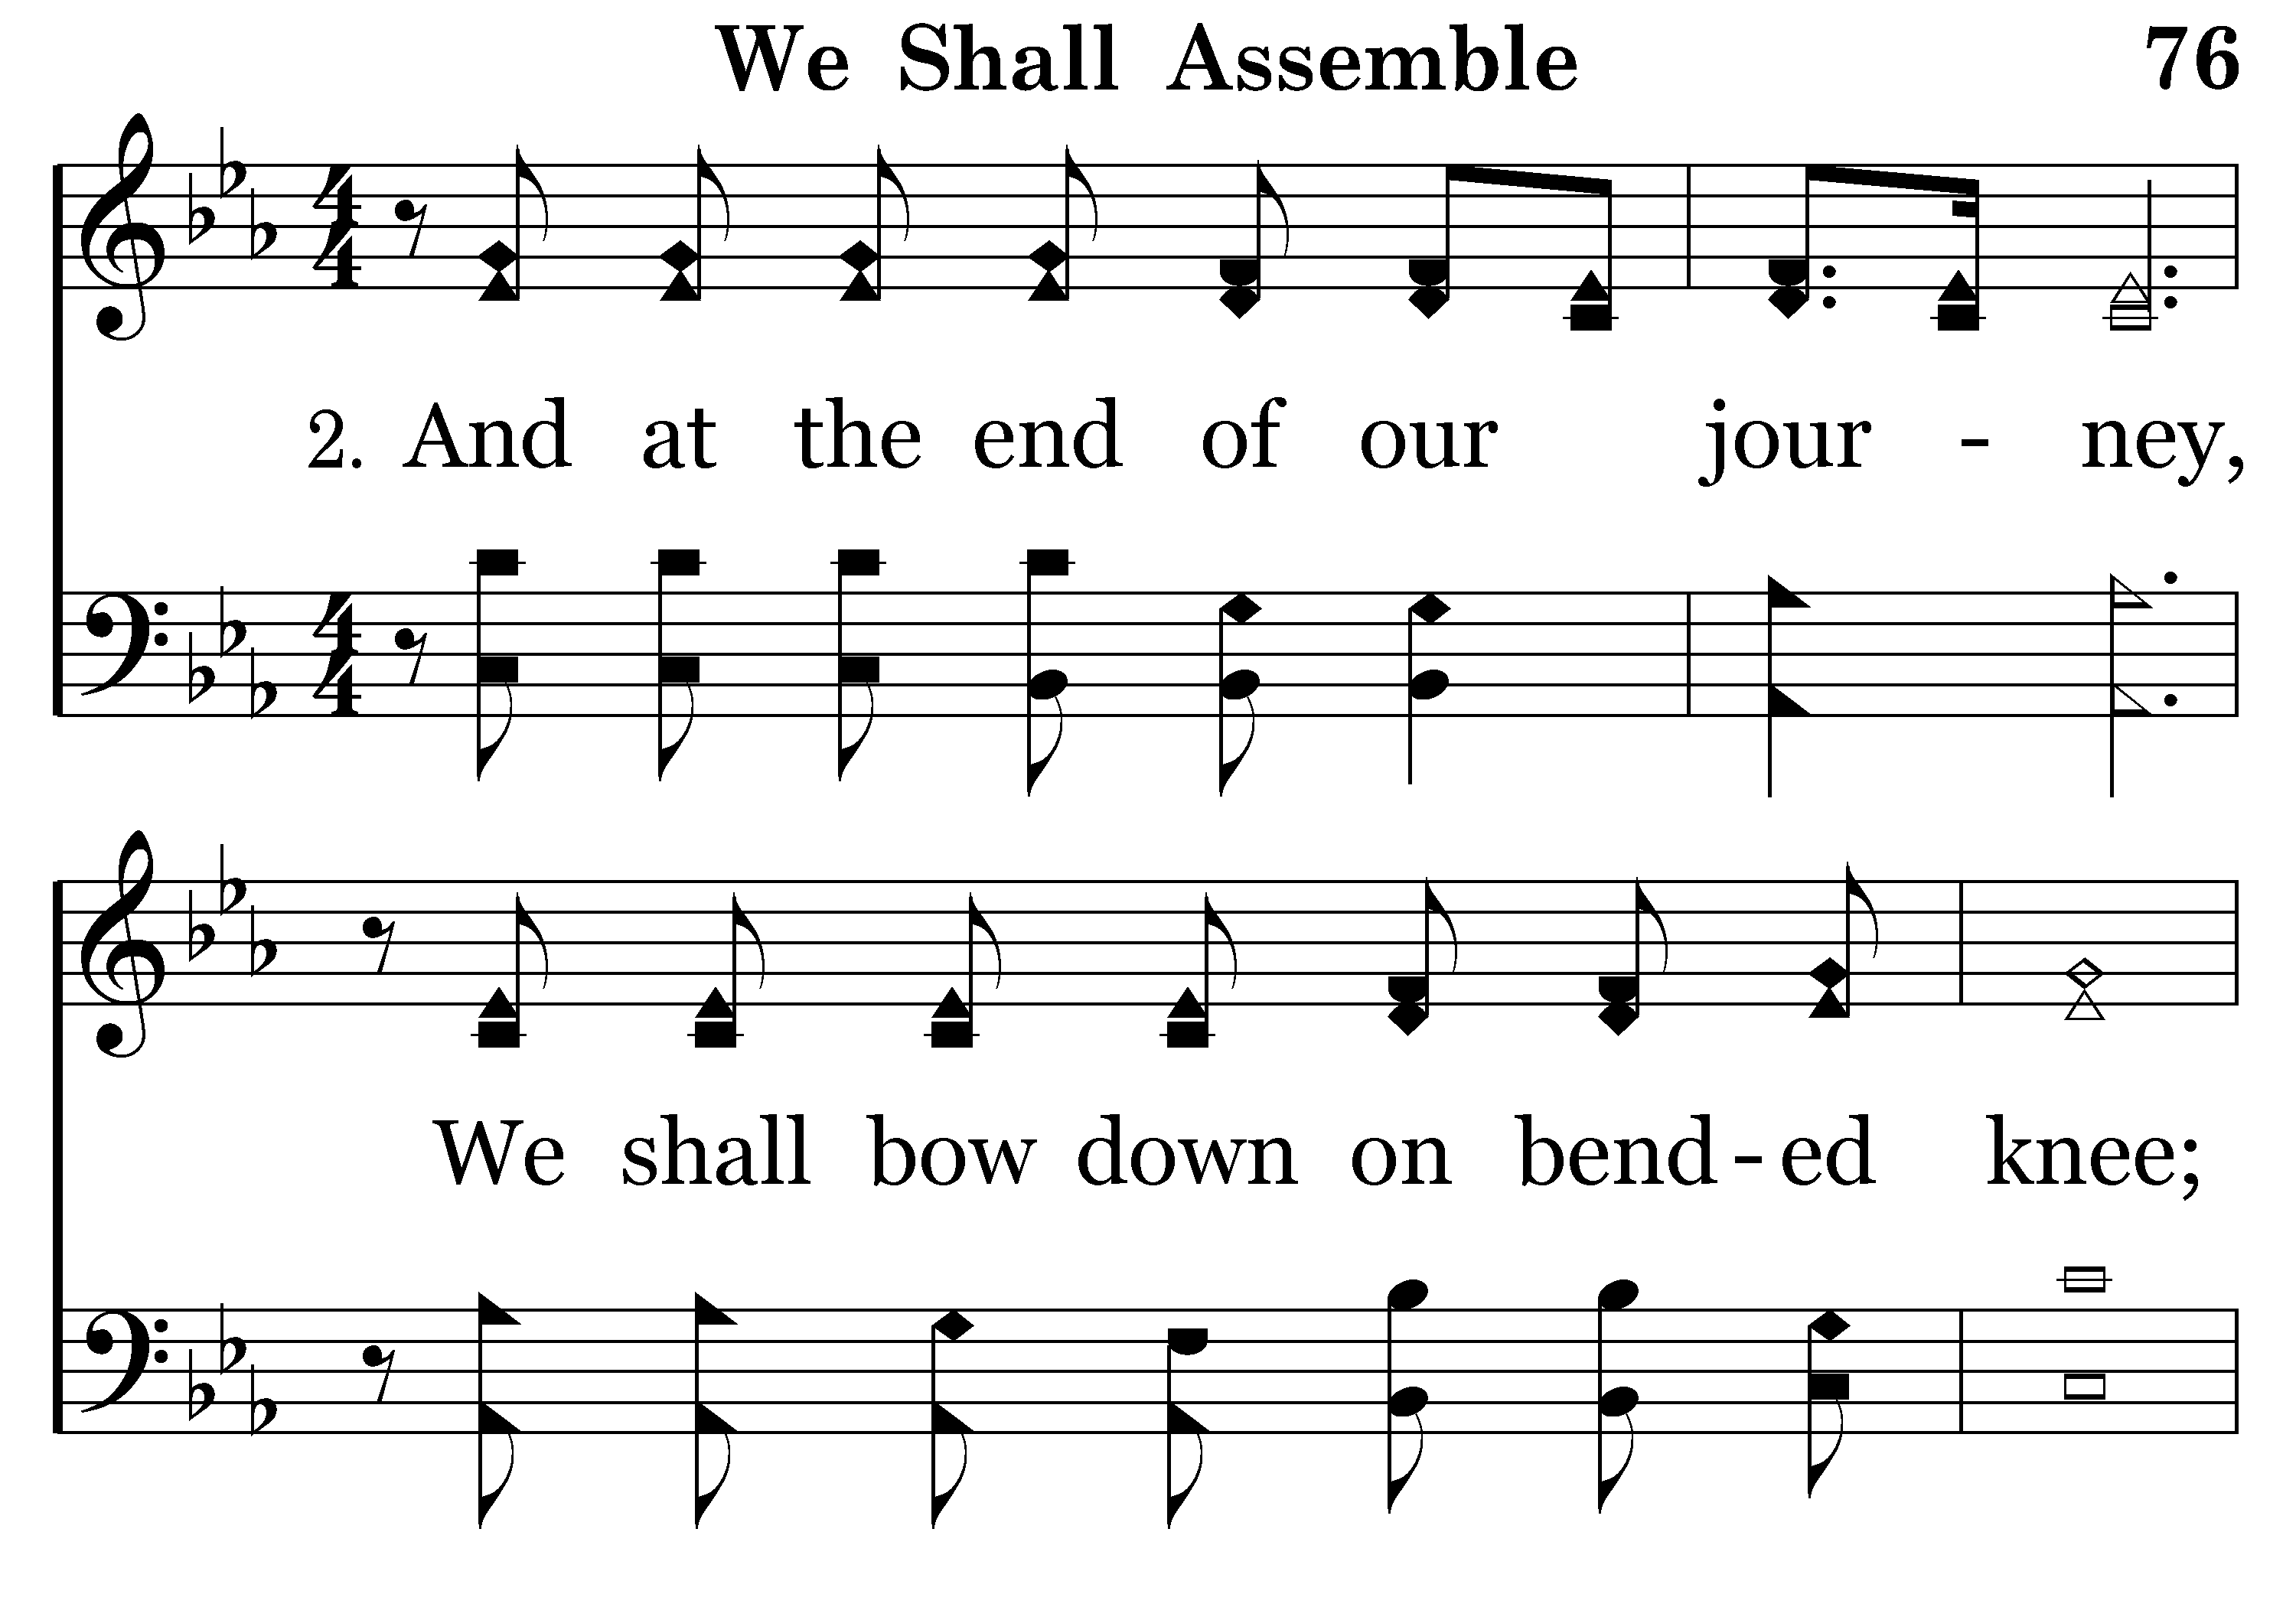 We Shall Assemble 76
2. And at the end of our jour - ney,
We shall bow down on bend - ed knee;